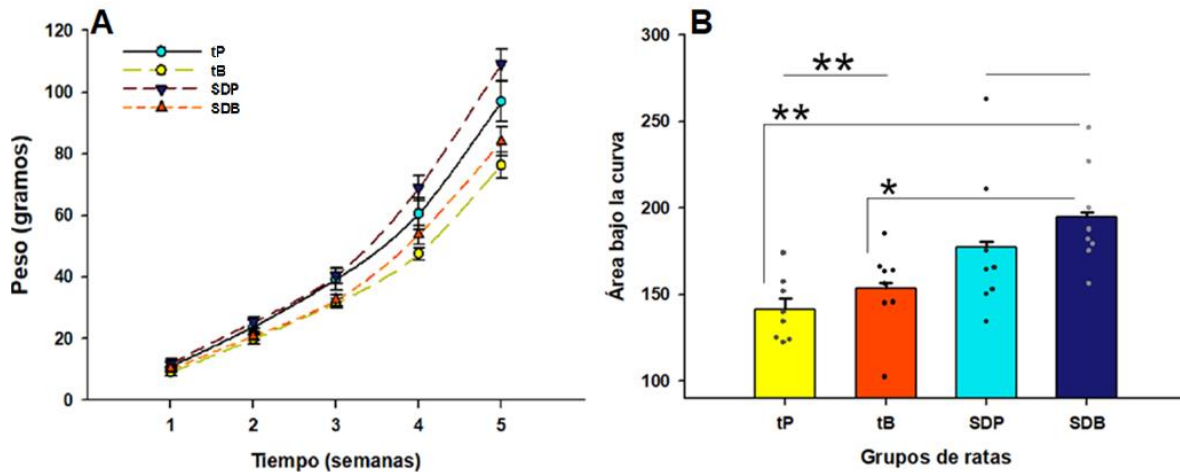 A
120
100
80
60
40
20
0
Peso (gramos)
tP
tB
SDP
SDB
1 2 3 4 5
Tiempo (semanas)
B
300
250
200
150
100
Área bajo la curva
**
**
*
tP tB SDP SDB
Grupos de ratas